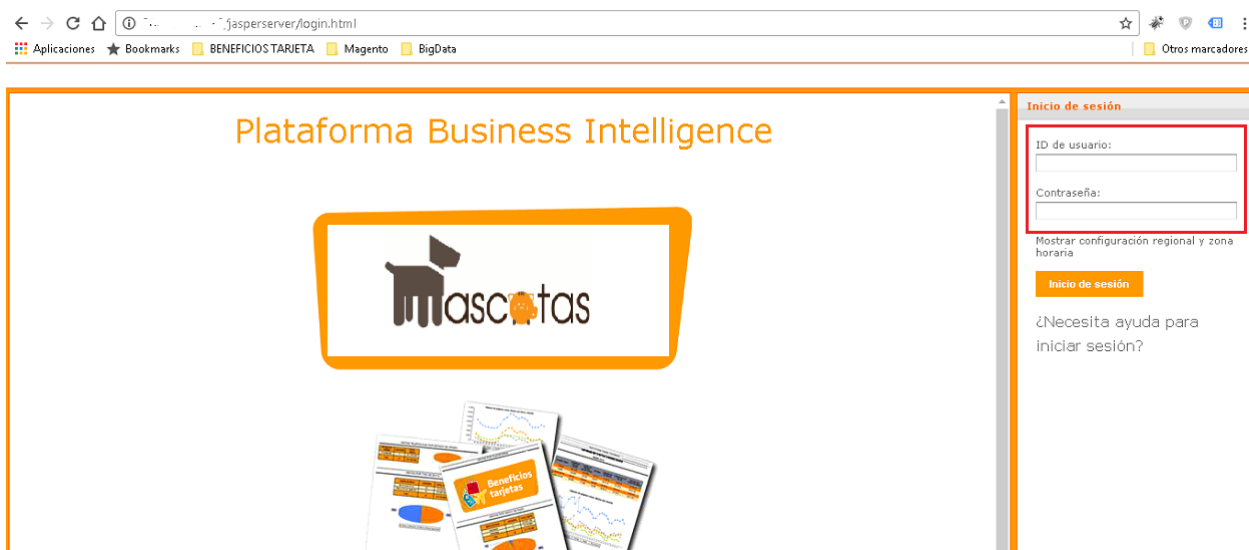 /jasperserver/login.html
Aplicaciones Bookmarks BENEFICIOS TARJETA Magento BigData Otros marcadores
Plataforma Business Intelligence
mascotas
Beneficios
tarjetas
Inicio de sesión
ID de usuario:
Contraseña:
Mostrar configuración regional y zona
horaria
Inicio de sesión
¿Necesita ayuda para
iniciar sesión?